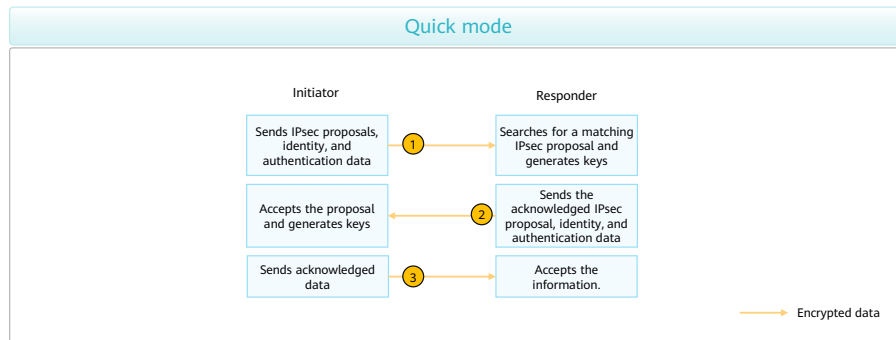 Quick mode
Initiator
Responder
Sends IPsec proposals,
identity, and
authentication data
1
Searches for a matching
IPsec proposal and
generates keys
Accepts the proposal
and generates keys
2
Sends the
acknowledged IPsec
proposal, identity, and
authentication data
Sends acknowledged
data
3
Accepts the
information.
Encrypted data